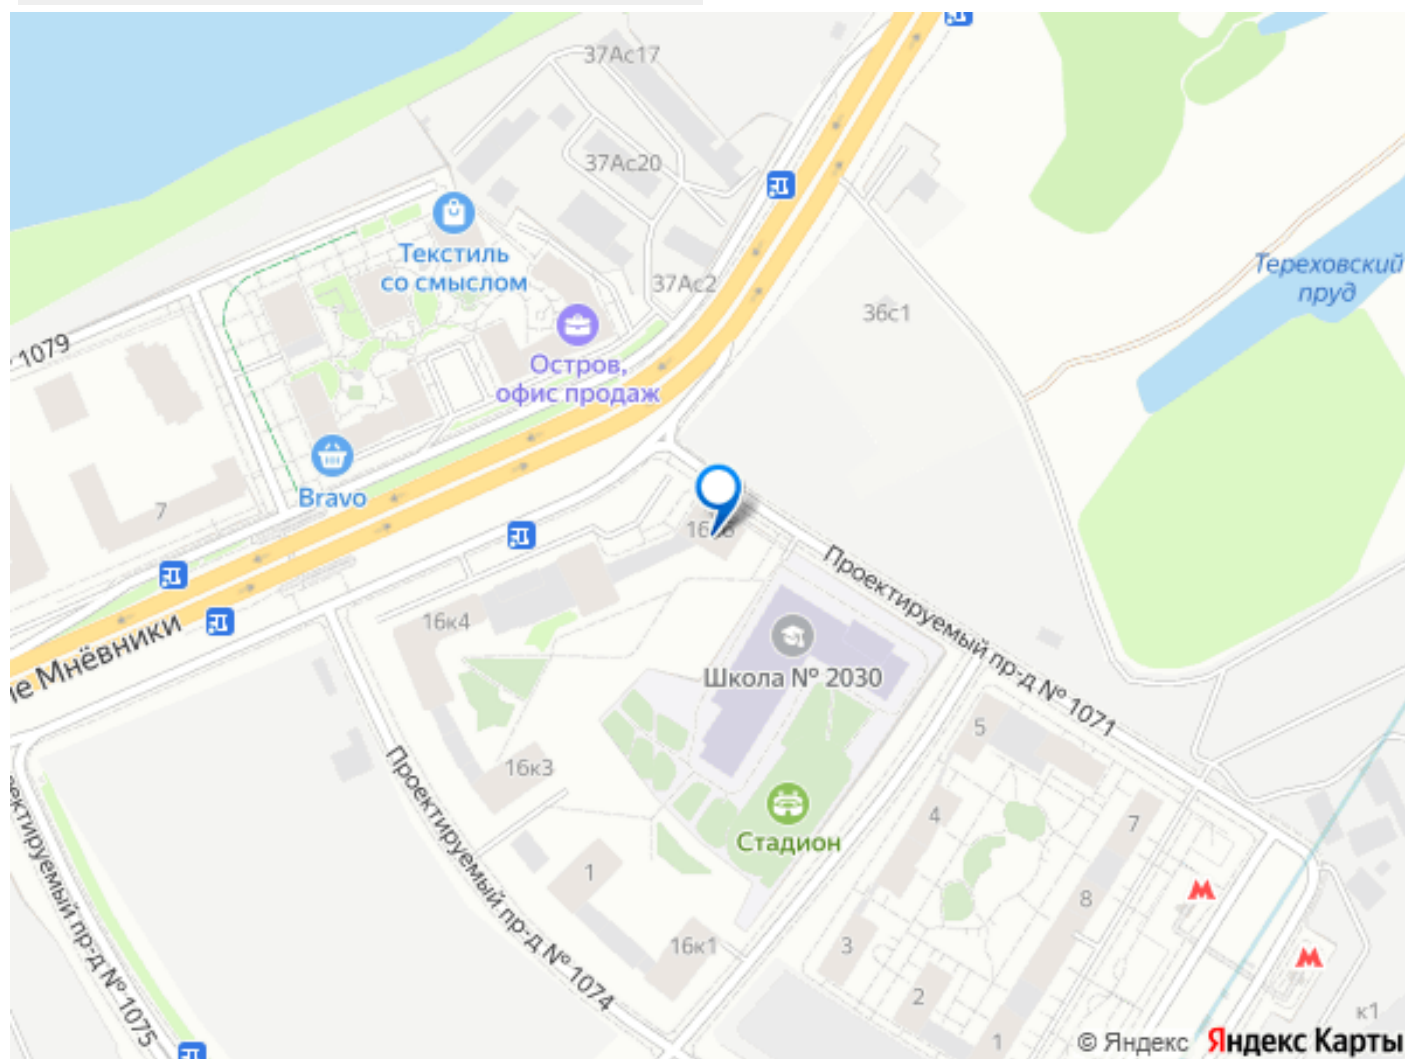 37Ас17
37Ас20
Текстиль
со смыслом
37Ас2
Тереховский
пруд
36с1
1079
Остров,
офис продаж
Bravo
7
16к4
Проектируемый пр-д № 1071
Мнёвники
Школа № 2030
5
16к3
Проектируемый пр-д № 1074
4
7
Стадион
1
8
16к1
3
2
1
пр-д № 1075
к1
© Яндекс Яндекс Карты